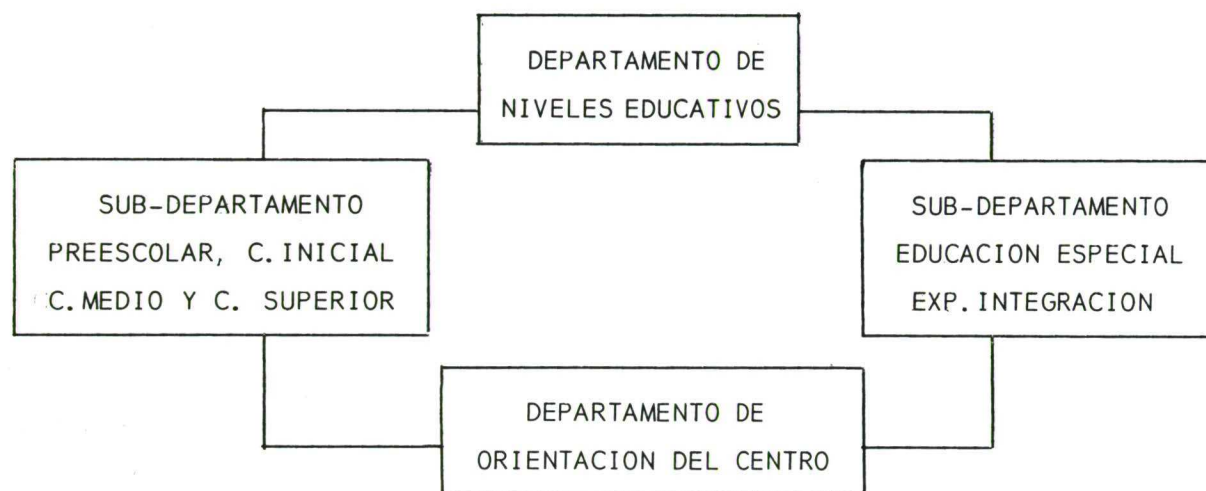 DEPARTAMENTO DE
NIVELES EDUCATIVOS
SUB-DEPARTAMENTO
PREESCOLAR, C.INICIAL
C.MEDIO Y C. SUPERIOR
SUB-DEPARTAMENTO
EDUCACION ESPECIAL
EXP.INTEGRACION
DEPARTAMENTO DE
ORIENTACION DEL CENTRO